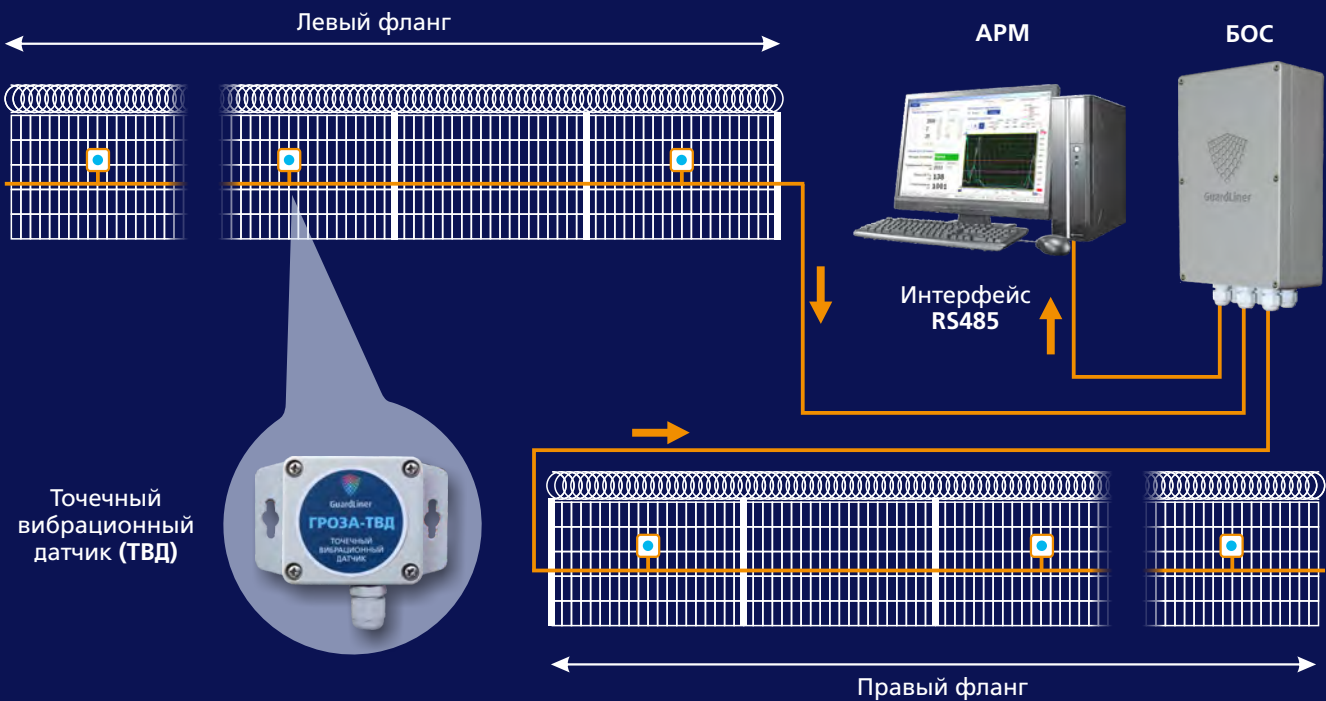 Левый фланг
АРМ
БОС
GuardLiner
Интерфейс
RS485
Точечный
вибрационный
датчик (ТВД)
GuardLiner
ГРОЗА-ТВД
ТОЧЕЧНЫЙ
ВИБРАЦИОННЫЙ
ДАТЧИК
Правый фланг